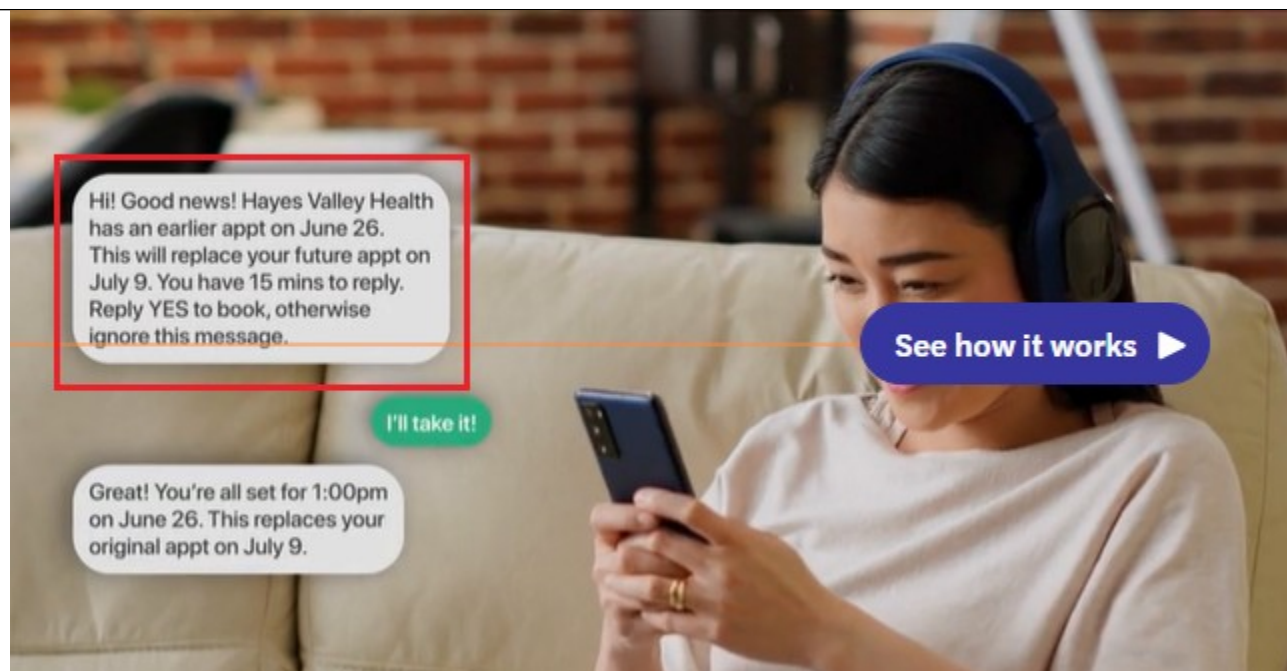 Hi! Good news! Hayes Valley Health
has an earlier appt on June 26.
This will replace your future appt on
July 9. You have 15 mins to reply.
Reply YES to book, otherwise
ignore this message.
See how it works
I'll take it!
Great! You're all set for 1:00pm
on June 26. This replaces your
original appt on July 9.